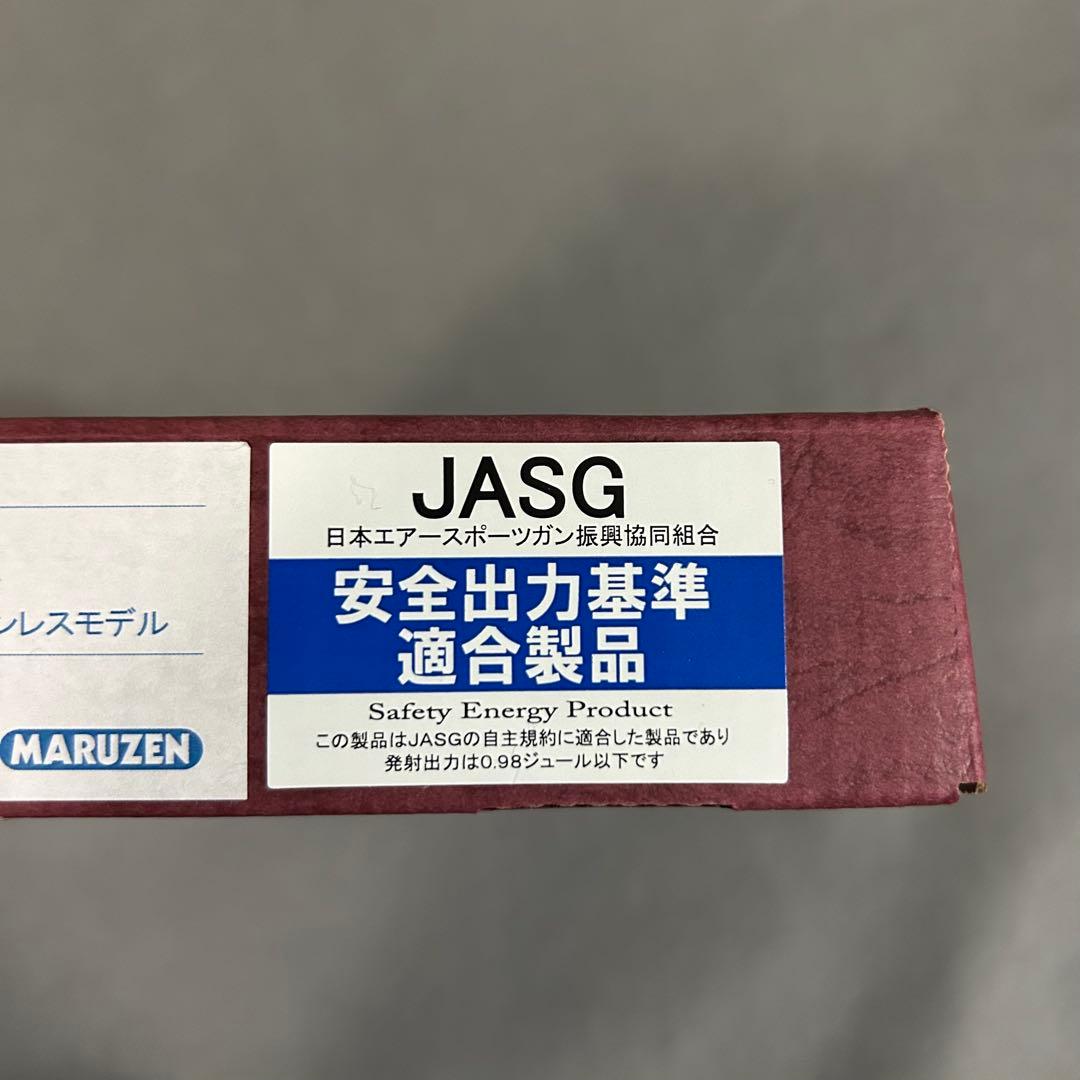 JASG
日本エアースポーツガン振興協同組合
安全出力基準
適合製品
Safety Energy Product
この製品はJASGの自主規約に適合した製品であり
発射出力は0.98ジュール以下です
レスモデル
MARUZEN